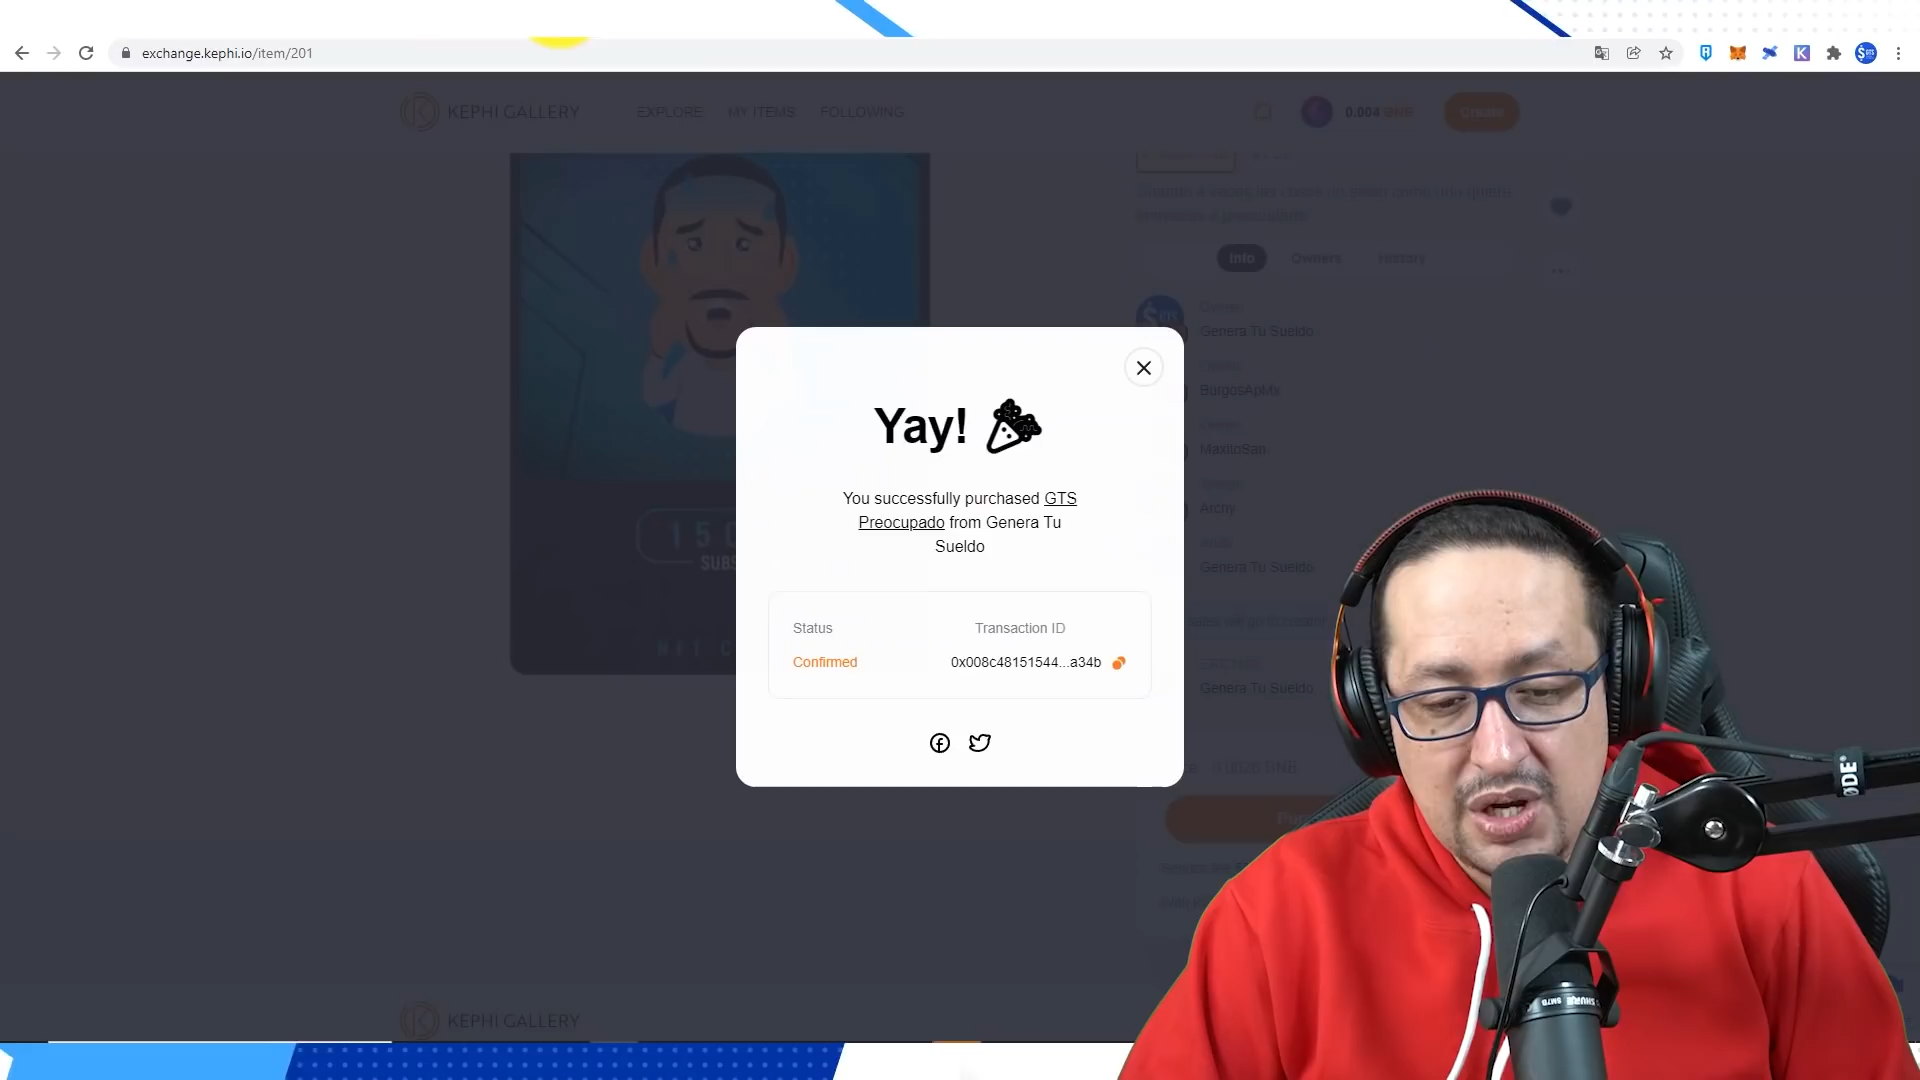 exchange.kephi.io/item/201
KEPHI GALLERY
EXPLORE
MY ITEMS
FOLLOWING
0.004 BNB
Create
Info
Owners
History
Genera Tu Sueldo
BurgosApMx
MaxitoSan
Archy
Genera Tu Sueldo
Genera Tu Sueldo
Yay!
You successfully purchased GTS
Preocupado from Genera Tu
Sueldo
Status
Transaction ID
Confirmed
0x008c48151544...a34b
KEPHI GALLERY